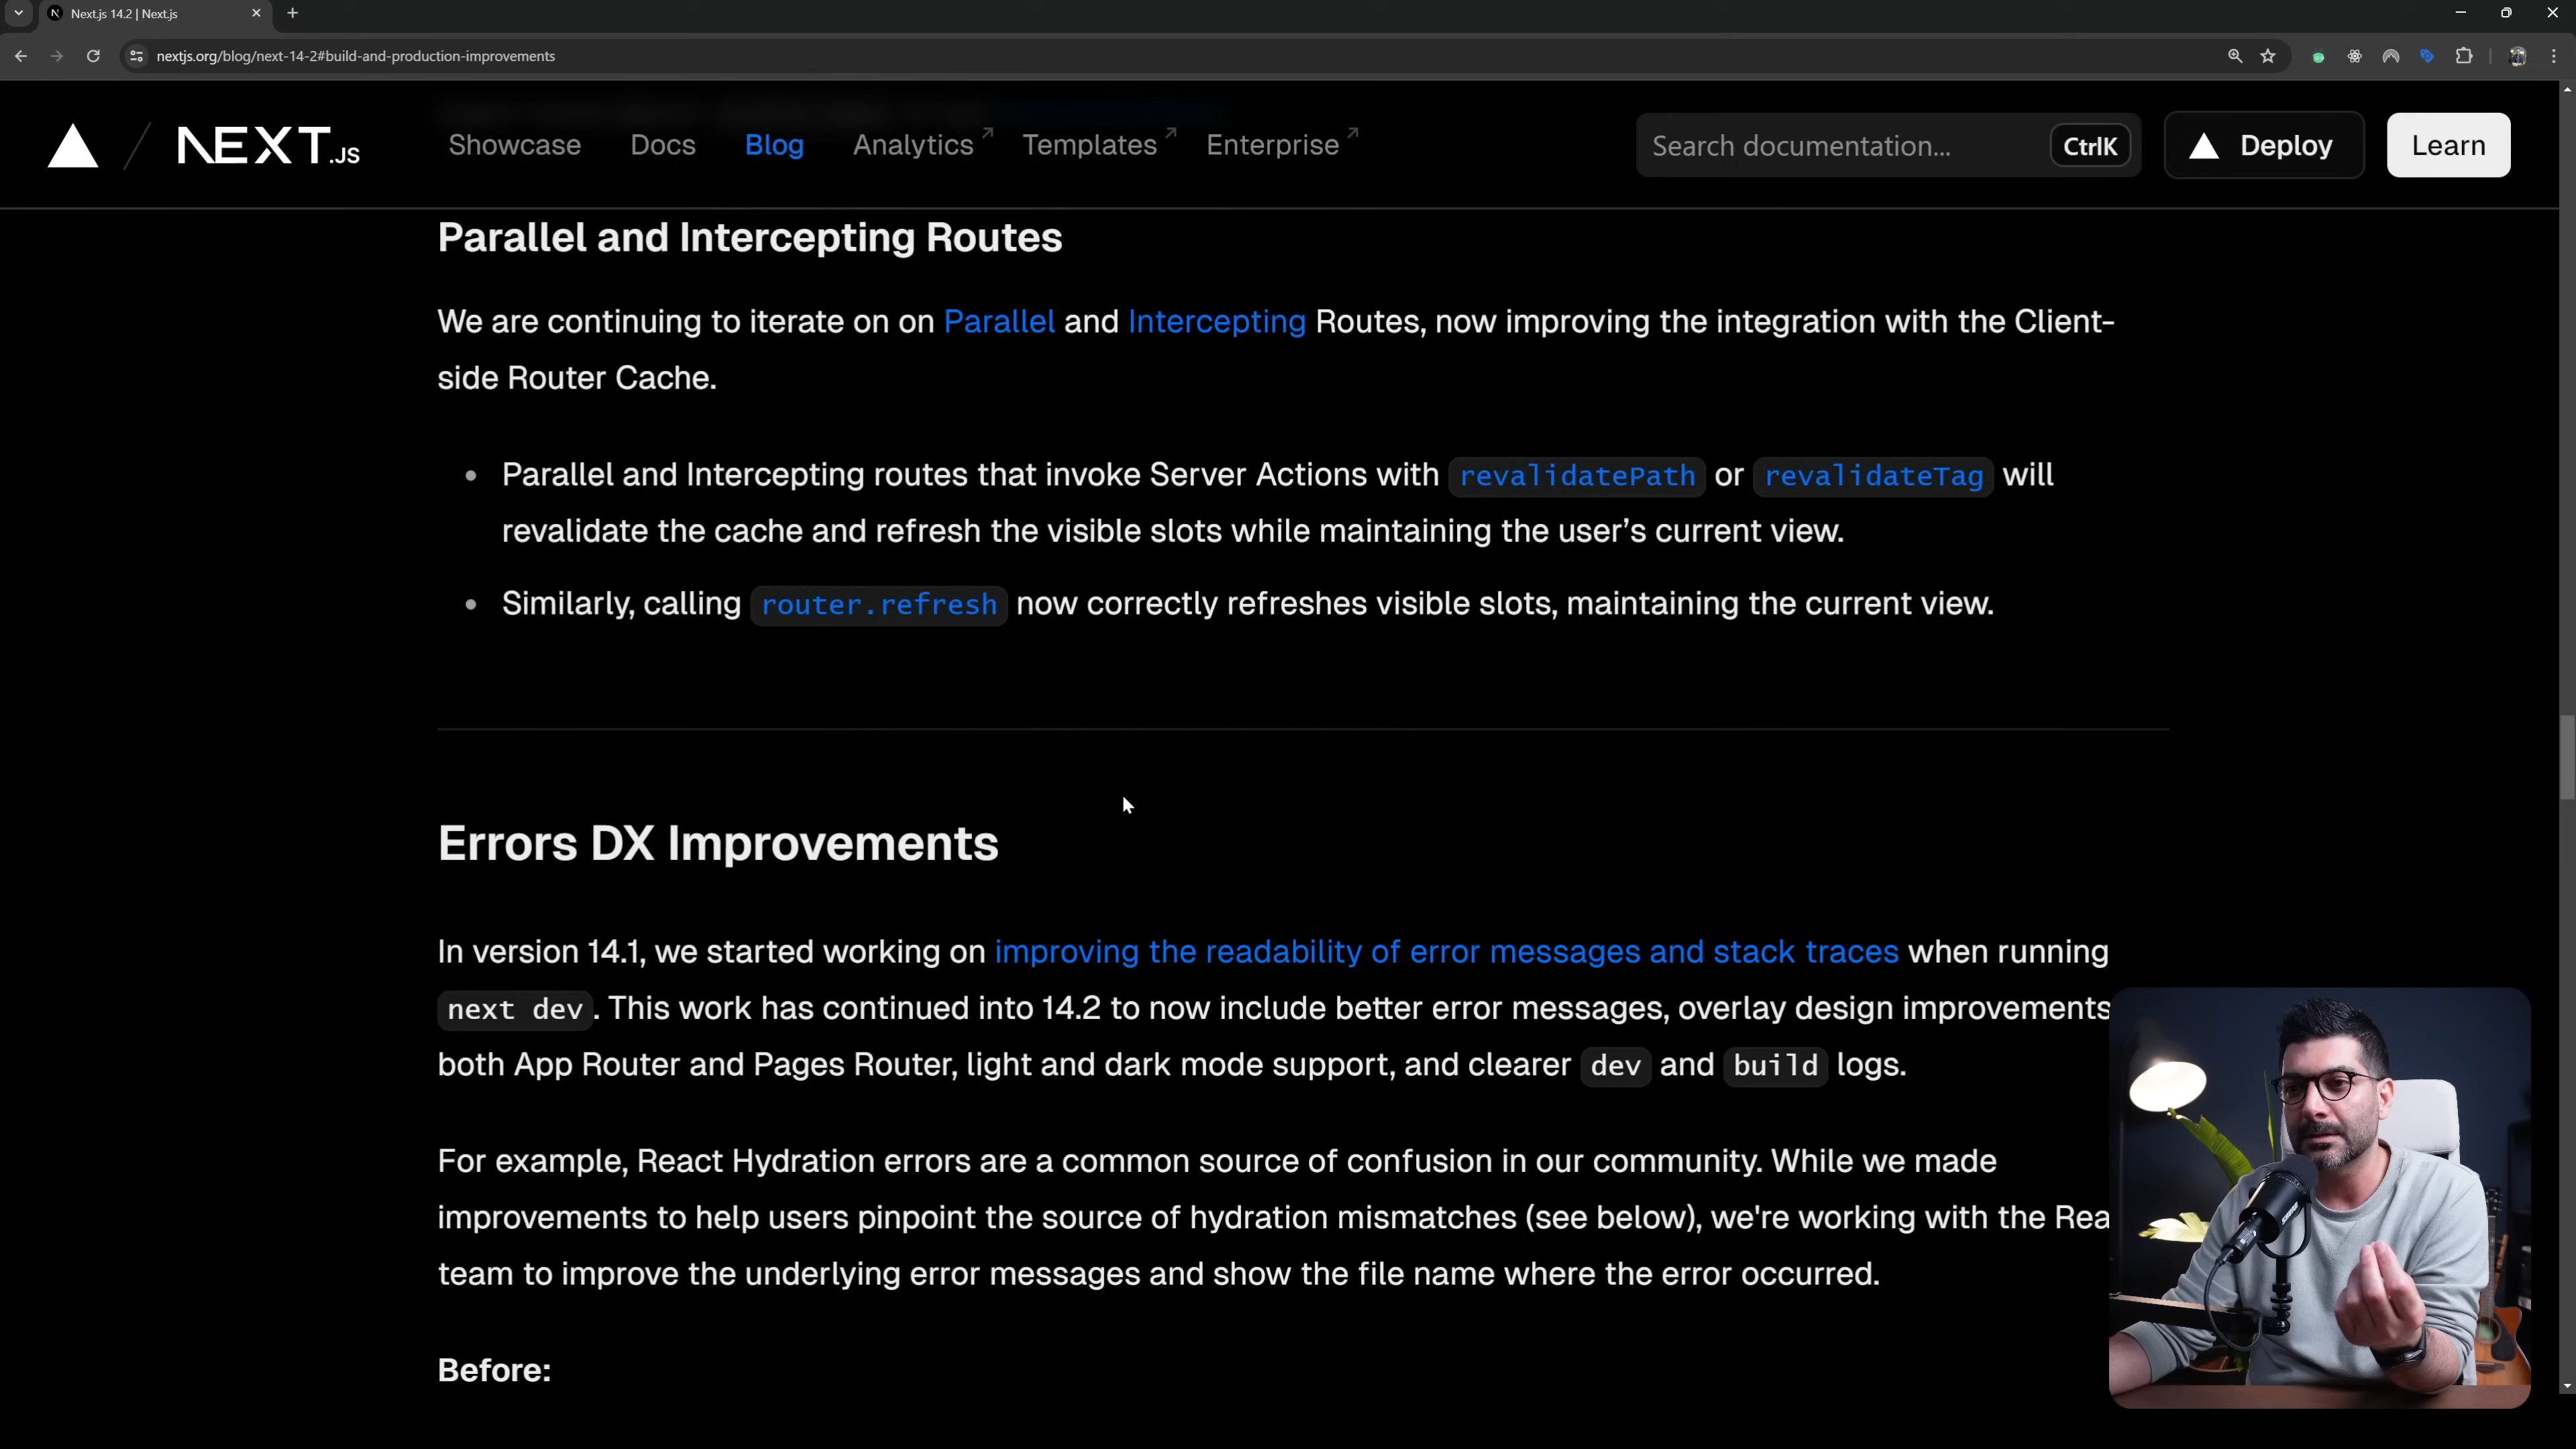 Next.js 14.2 | Next.js
nextjs.org/blog/next-14-2#build-and-production-improvements
NEXT.JS
Showcase
Docs
Blog
Analytics
Templates
Enterprise
Search documentation...
CtrlK
Deploy
Learn
Parallel and Intercepting Routes
We are continuing to iterate on on Parallel and Intercepting Routes, now improving the integration with the Client-
side Router Cache.
Parallel and Intercepting routes that invoke Server Actions with revalidatePath or revalidateTag will
revalidate the cache and refresh the visible slots while maintaining the user’s current view.
Similarly, calling router.refresh now correctly refreshes visible slots, maintaining the current view.
Errors DX Improvements
In version 14.1, we started working on improving the readability of error messages and stack traces when running
next dev. This work has continued into 14.2 to now include better error messages, overlay design improvements
both App Router and Pages Router, light and dark mode support, and clearer dev and build logs.
For example, React Hydration errors are a common source of confusion in our community. While we made
improvements to help users pinpoint the source of hydration mismatches (see below), we're working with the Rea
team to improve the underlying error messages and show the file name where the error occurred.
Before: